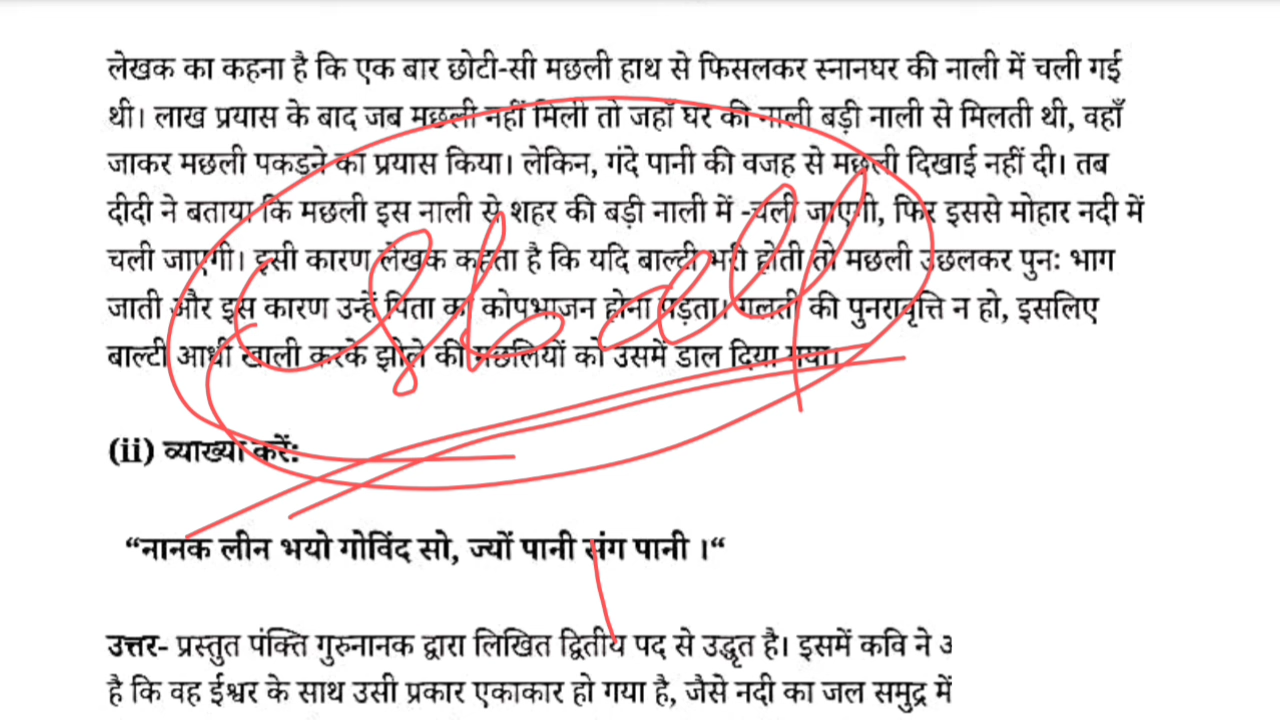 लेखक का कहना है कि एक बार छोटी-सी मछली हाथ से फिसलकर स्नानघर की नाली में चली गई
थी। लाख प्रयास के बाद जब मछली नहीं मिली तो जहाँ घर की नाली बड़ी नाली से मिलती थी, वहाँ
जाकर मछली पकडने का प्रयास किया। लेकिन, गंदे पानी की वजह से मछली दिखाई नहीं दी। तब
दीदी ने बताया कि मछली इस नाली से शहर की बड़ी नाली में -चली जाएगी, फिर इससे मोहार नदी में
चली जाएगी। इसी कारण लेखक कहता है कि यदि बाल्टी भरी होती तो मछली उछलकर पुनः भाग
जाती और इस कारण उन्हें पिता का कोपभाजन होना पड़ता। गलती की पुनरावृत्ति न हो, इसलिए
बाल्टी आधी खाली करके झोले की मछलियों को उसमें डाल दिया गया।
(ii) व्याख्या करें:
“नानक लीन भयो गोविंद सो, ज्यों पानी संग पानी ।“
उत्तर- प्रस्तुत पंक्ति गुरुनानक द्वारा लिखित द्वितीय पद से उद्धृत है। इसमें कवि ने
है कि वह ईश्वर के साथ उसी प्रकार एकाकार हो गया है, जैसे नदी का जल समुद्र में